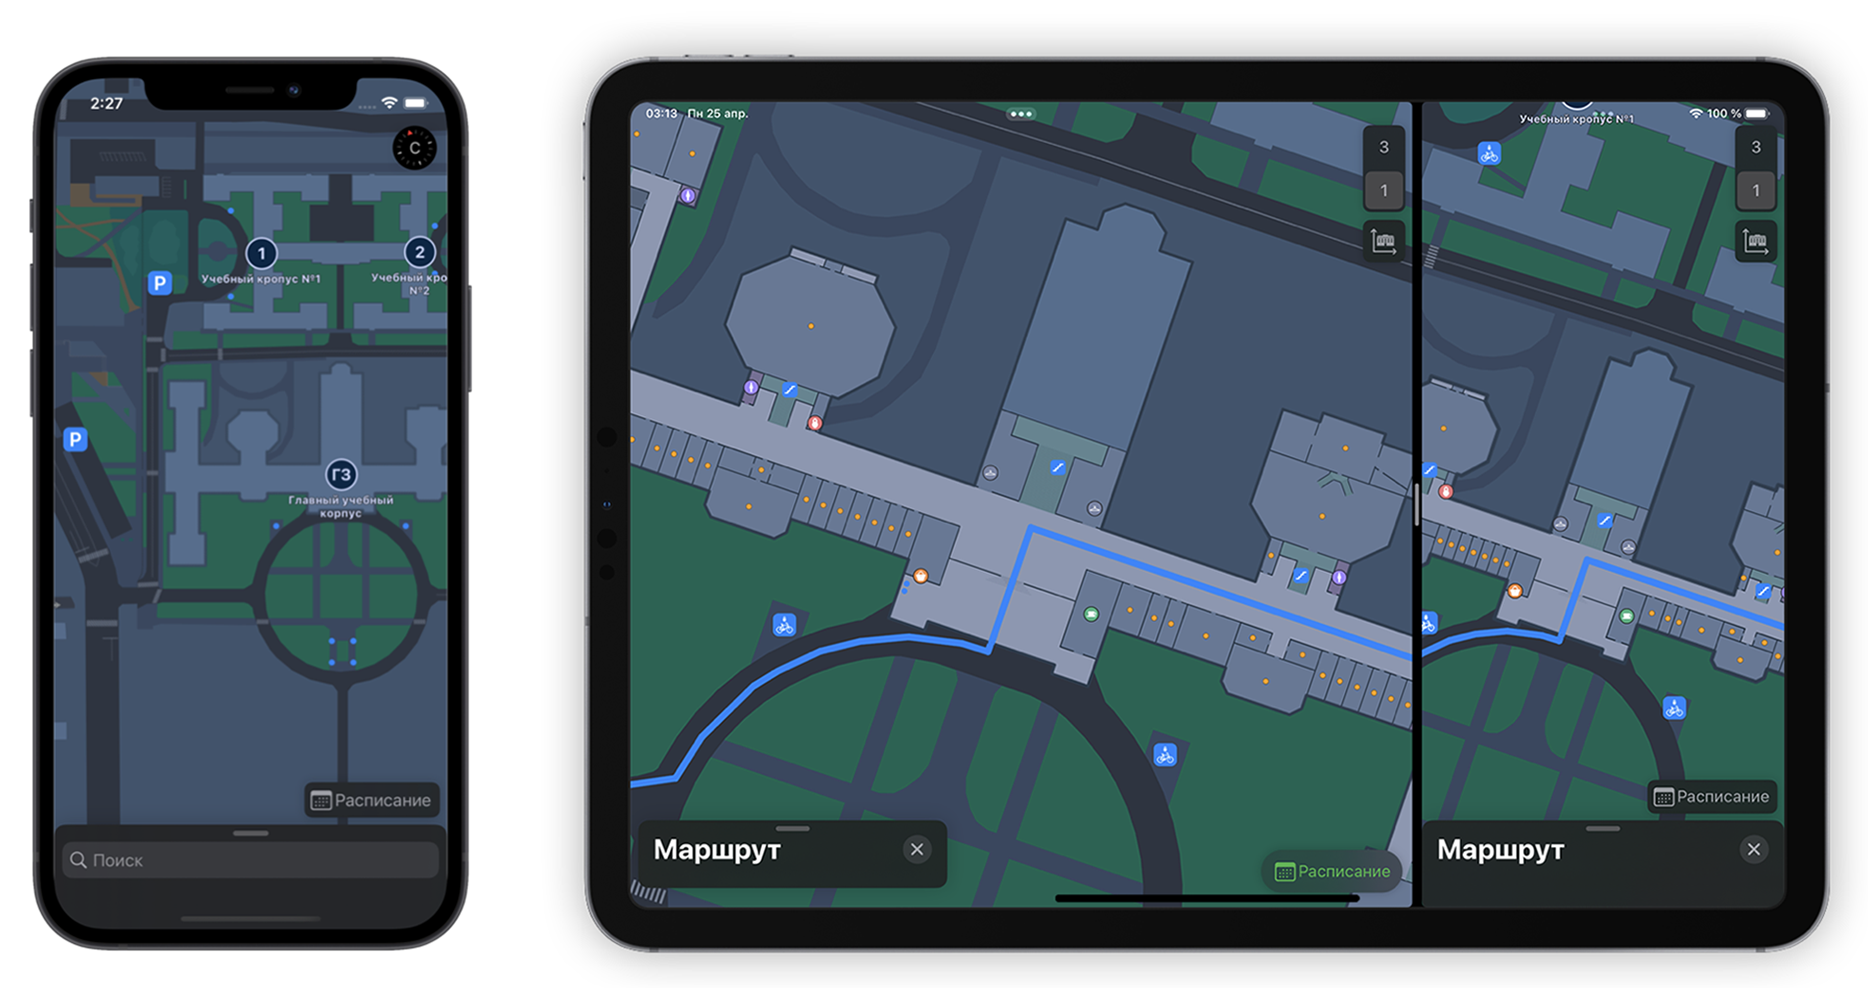 2:27
C
1
Учебный кропус №1
2
Учебный кро
№2
P
P
ГЗ
Главный учебный
корпус
Расписание
Поиск
03:13 Пн 25 апр.
3
1
Маршрут
Расписание
Учебный кропус №1
100 %
3
1
Расписание
Маршрут